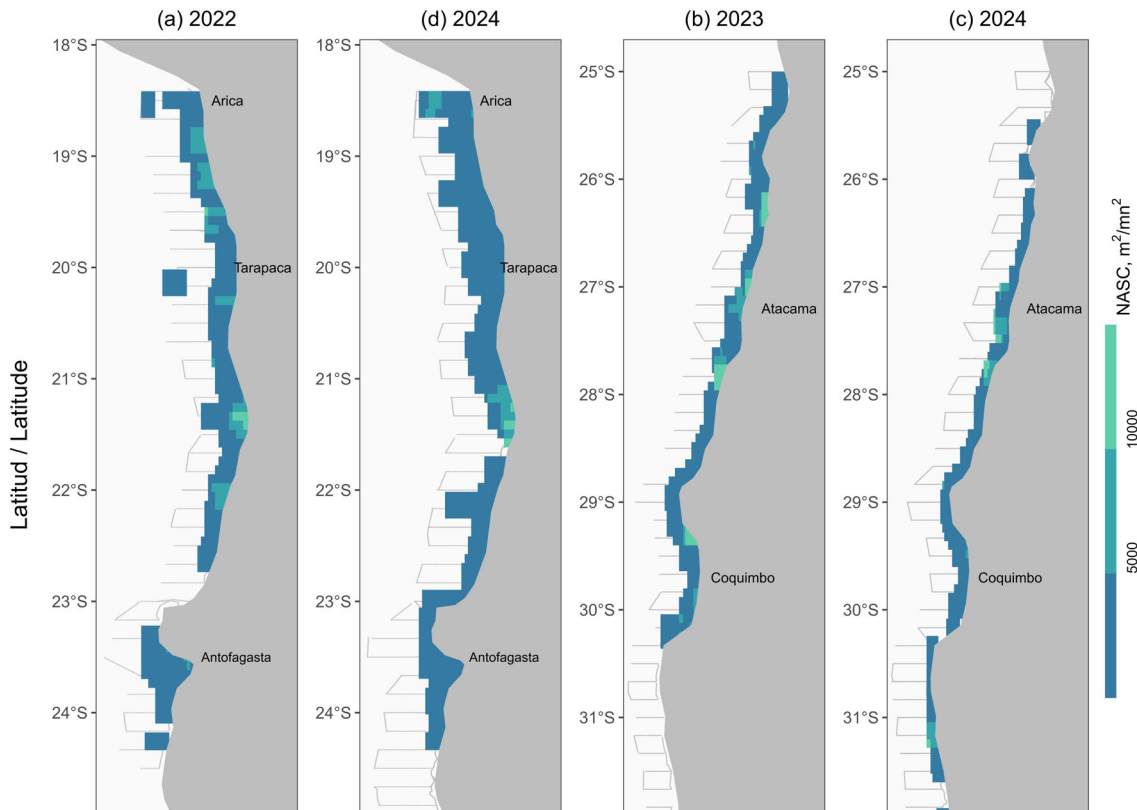 (a) 2022
(d) 2024
(b) 2023
(c) 2024
Latitud / Latitude
18°S
19°S
20°S
21°S
22°S
23°S
24°S
Arica
Tarapaca
Antofagasta
18°S
19°S
20°S
21°S
22°S
23°S
24°S
Arica
Tarapaca
Antofagasta
25°S
26°S
27°S
28°S
29°S
30°S
31°S
Atacama
Coquimbo
25°S
26°S
27°S
28°S
29°S
30°S
31°S
Atacama
Coquimbo
NASC, m²/mn²
10000
5000